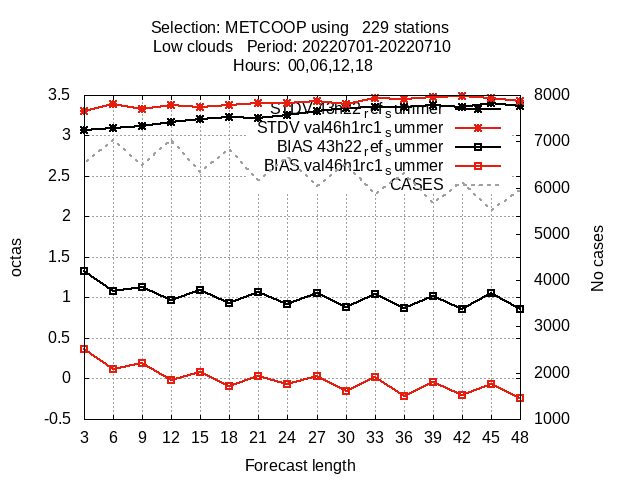 Selection: METCOOP using 229 stations
Low clouds Period: 20220701-20220710
Hours: 00,06,12,18
3.5
3
2.5
2
1.5
1
0.5
0
-0.5
octas
STDV 43h22_ref_summer
STDV val46h1rc1_summer
BIAS 43h22_ref_summer
BIAS val46h1rc1_summer
CASES
8000
7000
6000
5000
4000
3000
2000
1000
No cases
3 6 9 12 15 18 21 24 27 30 33 36 39 42 45 48
Forecast length